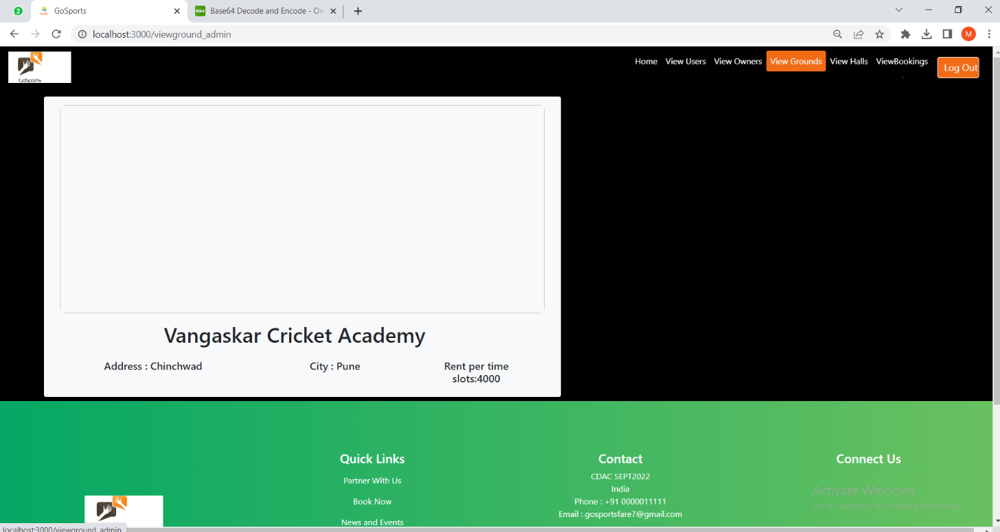 2
GoSports
B64
Base64 Decode and Encode - On
localhost:3000/viewground_admin
M
GoSports
Home
View Users
View Owners
View Grounds
View Halls
ViewBookings
Log Out
Vangaskar Cricket Academy
Address : Chinchwad
City : Pune
Rent per time
slots:4000
Quick Links
Contact
Connect Us
Partner With Us
CDAC SEPT2022
India
Book Now
Phone : +91 0000011111
Email : gosportsfare7@gmail.com
News and Events
Activate Windows
Go to Settings to activate Windows.
localhost:3000/viewground_admin